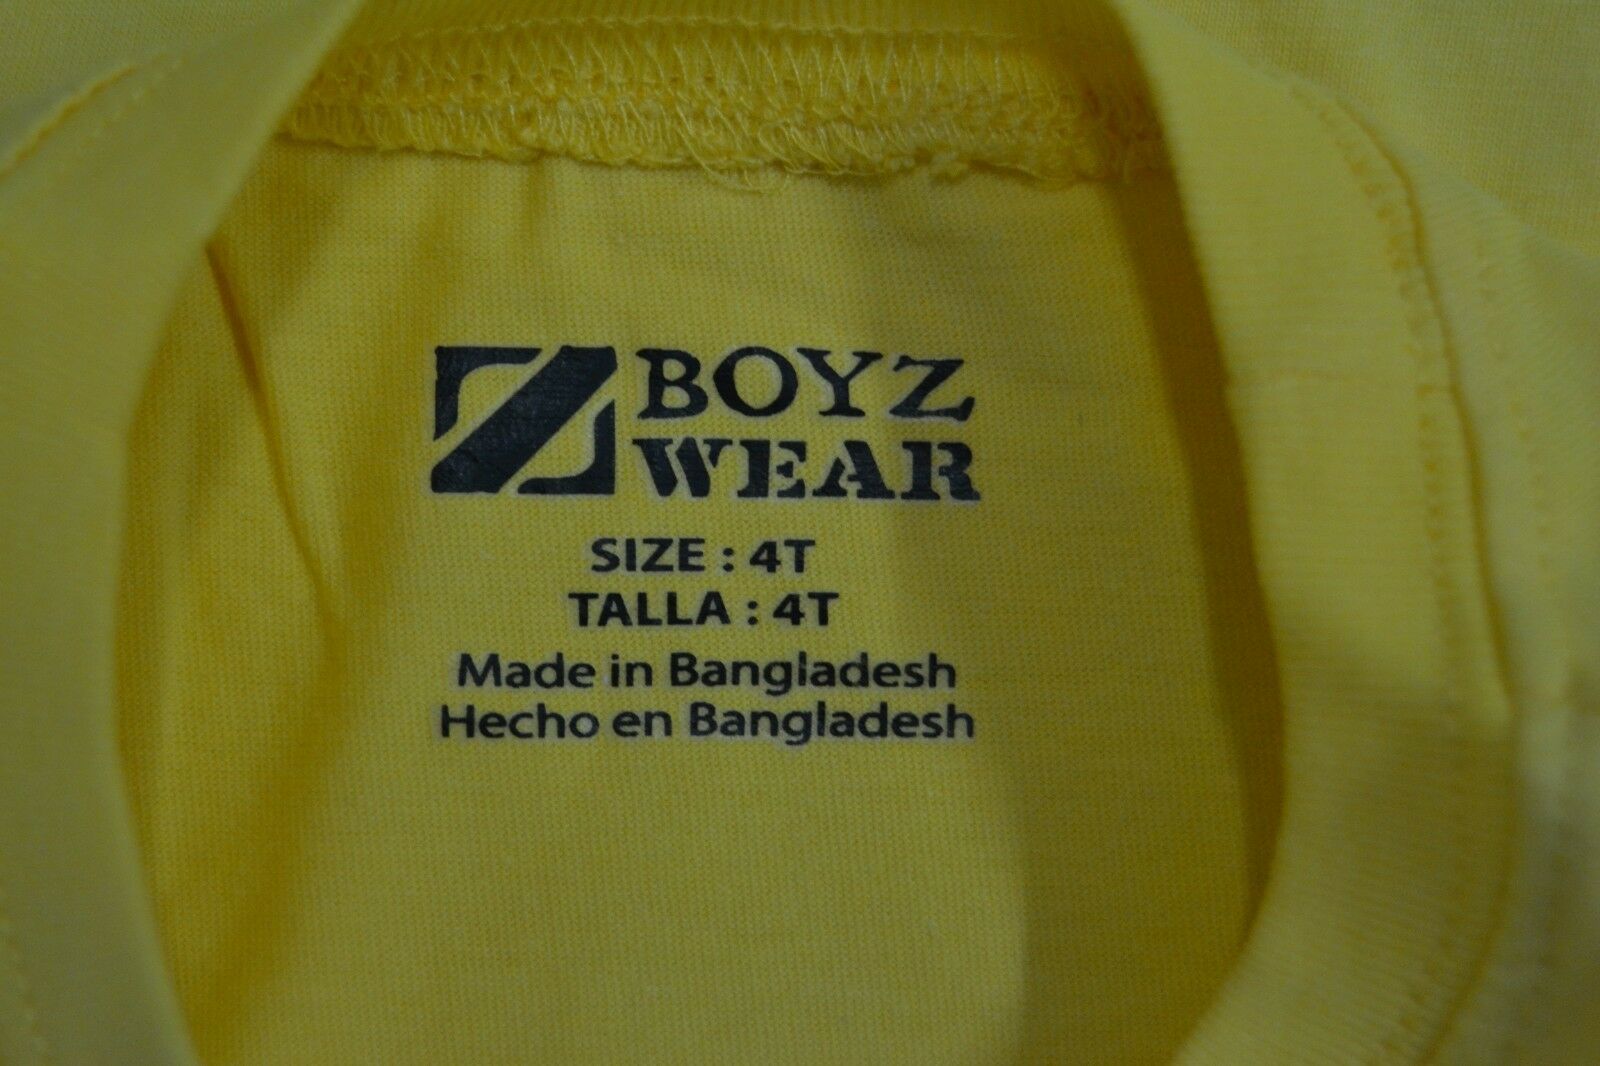 BOYZ
WEAR
SIZE : 4T
TALLA : 4T
Made in Bangladesh
Hecho en Bangladesh